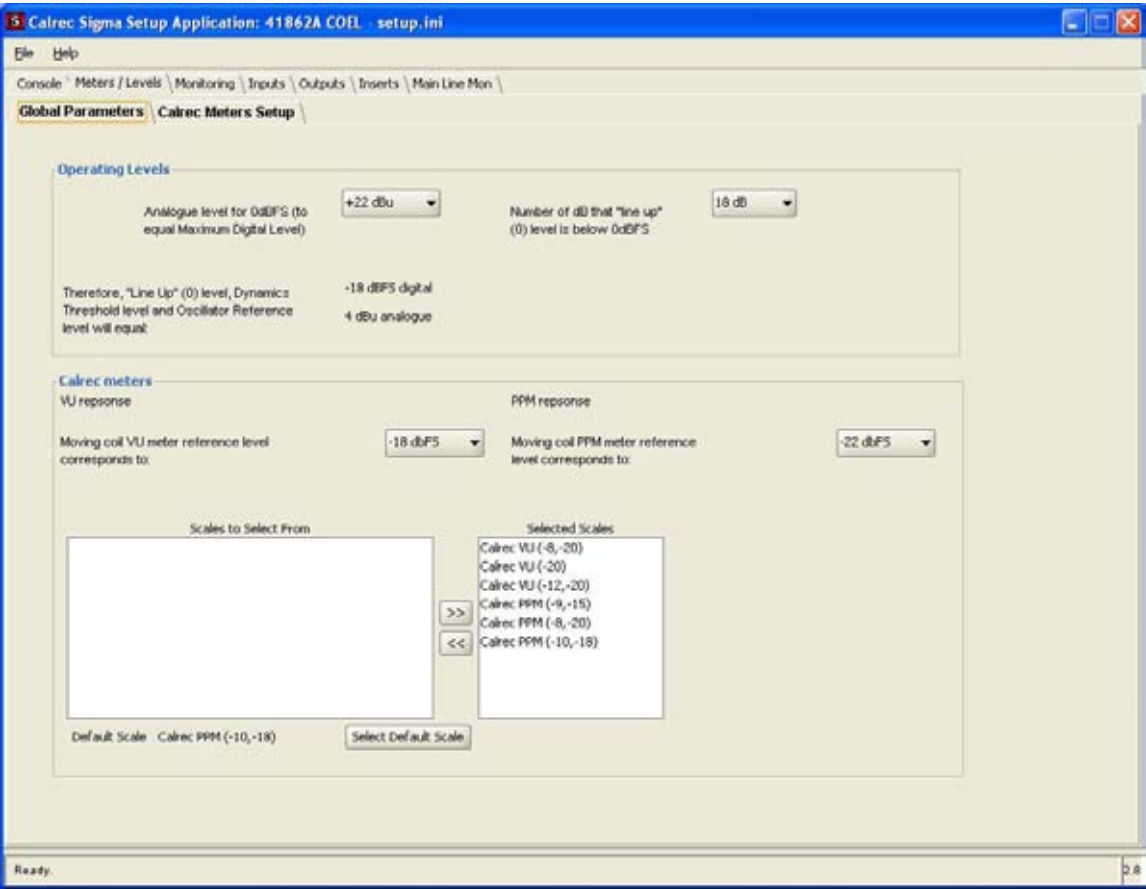 Calrec Sigma Setup Application: 41862A COEL - setup.ini
File Help
Console Meters / Levels Monitoring Inputs Outputs Inserts Main Line Mon
Global Parameters Calrec Meters Setup
Operating Levels
Analogue level for 0dBFS (to
equal Maximum Digital Level)
+22 dBu
Number of dB that "line up"
(0) level is below 0dBFS
18 dB
Therefore, "Line Up" (0) level, Dynamics
Threshold level and Oscillator Reference
level will equal:
-18 dBFS digital
4 dBu analogue
Calrec meters
VU repsonse
PPM repsonse
Moving coil VU meter reference level
corresponds to:
-18 dbFS
Moving coil PPM meter reference
level corresponds to:
-22 dbFS
Scales to Select From
Selected Scales
Calrec VU (-8,-20)
Calrec VU (-20)
Calrec VU (-12,-20)
Calrec PPM (-9,-15)
Calrec PPM (-8,-20)
Calrec PPM (-10,-18)
>>
<<
Default Scale Calrec PPM (-10,-18)
Select Default Scale
Ready.
2.8